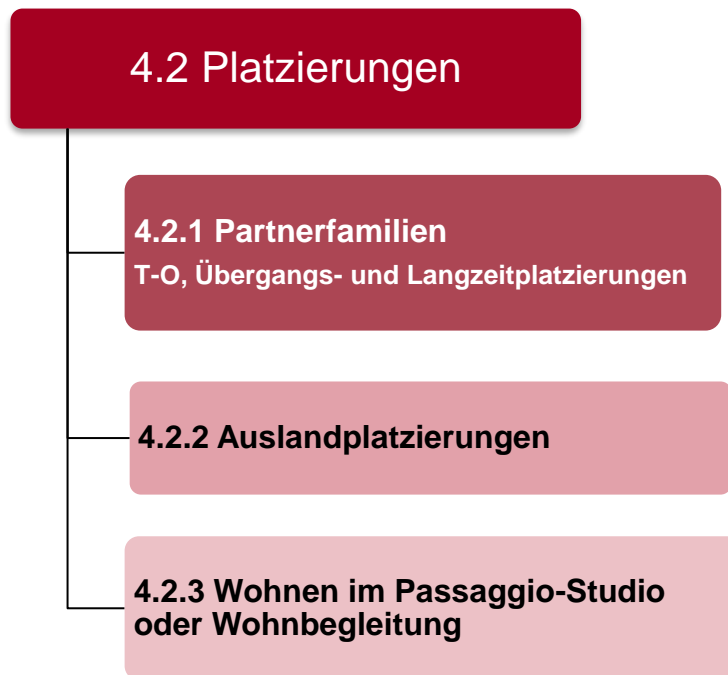 4.2 Platzierungen
4.2.1 Partnerfamilien
T-O, Übergangs- und Langzeitplatzierungen
4.2.2 Auslandplatzierungen
4.2.3 Wohnen im Passaggio-Studio
oder Wohnbegleitung